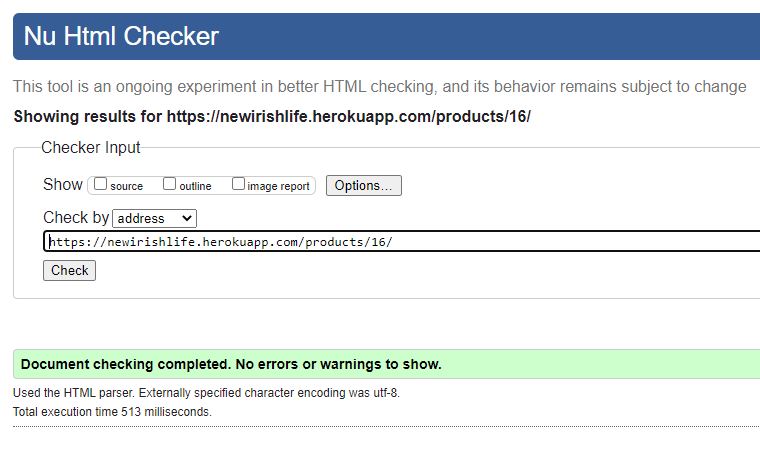 Nu Html Checker
This tool is an ongoing experiment in better HTML checking, and its behavior remains subject to change
Showing results for https://newirishlife.herokuapp.com/products/16/
Checker Input
Show source outline image report Options...
Check by address
https://newirishlife.herokuapp.com/products/16/
Check
Document checking completed. No errors or warnings to show.
Used the HTML parser. Externally specified character encoding was utf-8.
Total execution time 513 milliseconds.